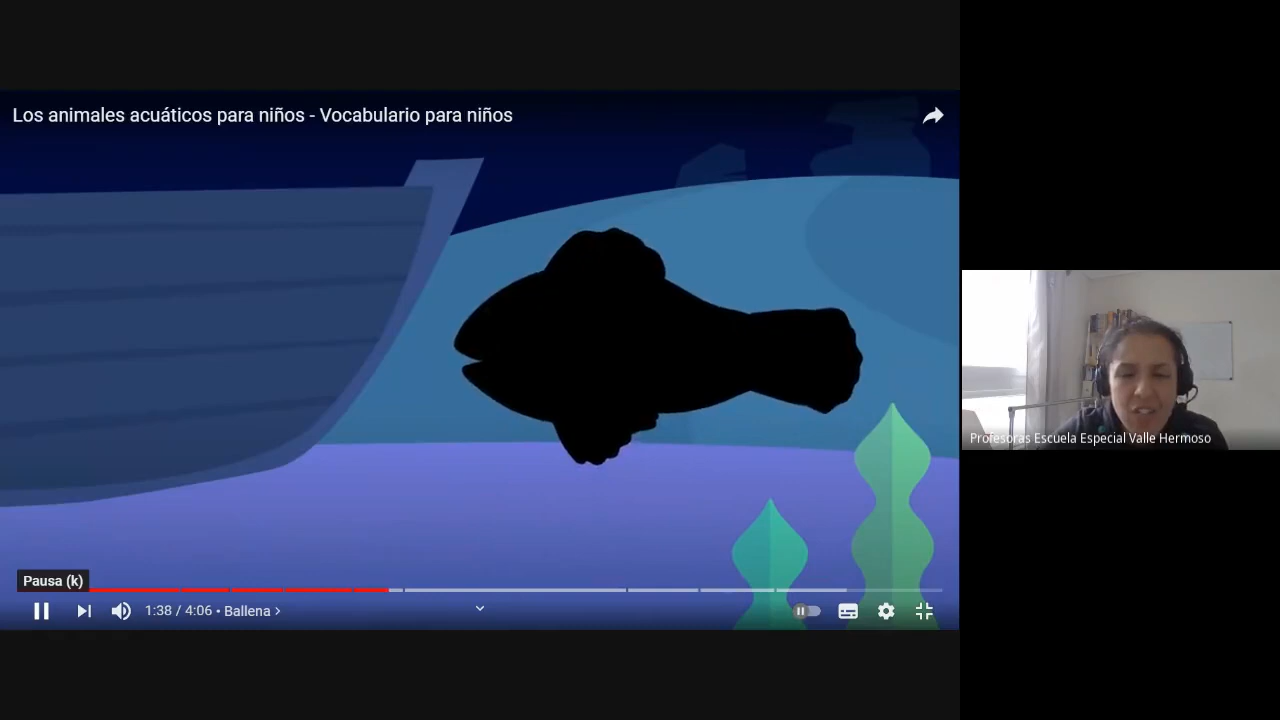 Los animales acuáticos para niños - Vocabulario para niños
Profesoras Escuela Especial Valle Hermoso
Pausa (k)
1:38 / 4:06 • Ballena ›